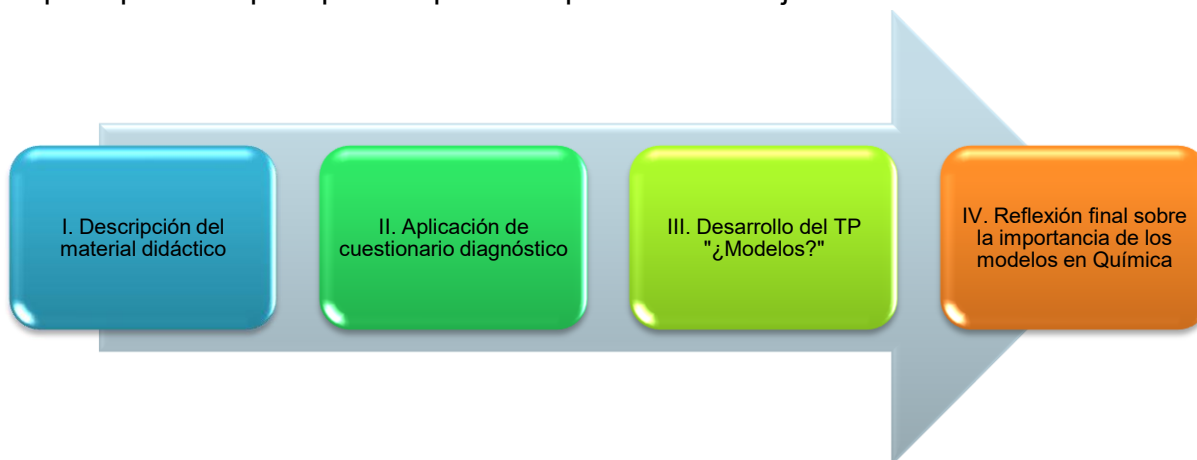 I. Descripción del
material didáctico
II. Aplicación de
cuestionario diagnóstico
III. Desarrollo del TP
"¿Modelos?"
IV. Reflexión final sobre
la importancia de los
modelos en Química